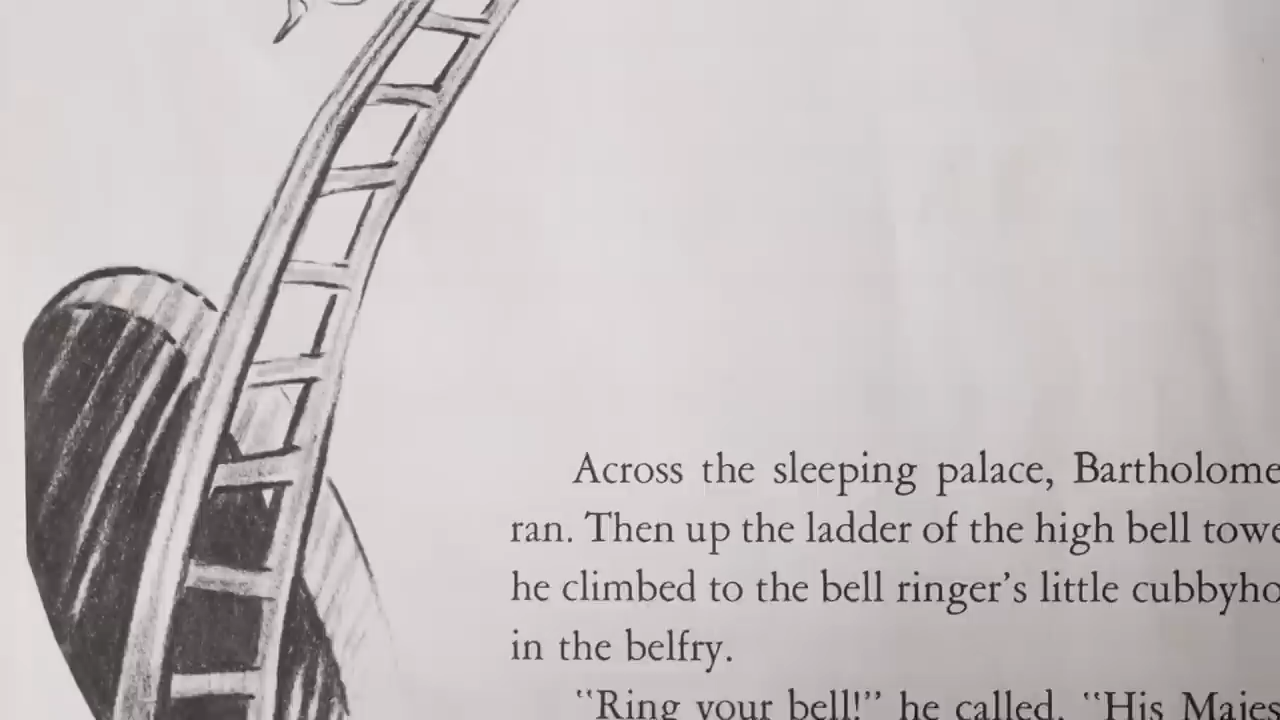 Across the sleeping palace, Bartholome
ran. Then up the ladder of the high bell towe
he climbed to the bell ringer's little cubbyho
in the belfry.
"Ring your bell!" he called. "His Majes